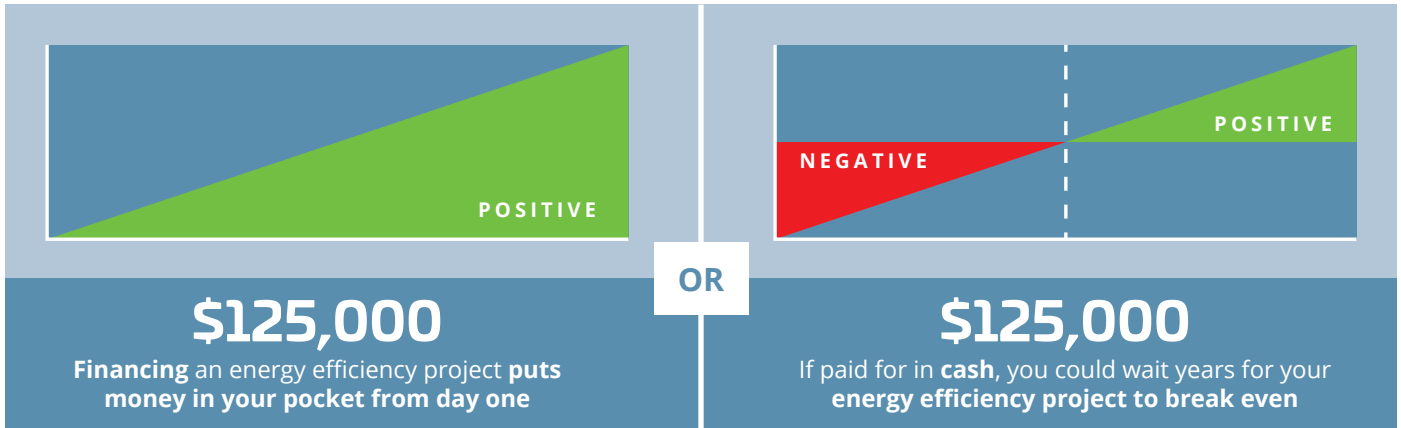 POSITIVE
$125,000
Financing an energy efficiency project puts
money in your pocket from day one
OR
NEGATIVE
POSITIVE
$125,000
If paid for in cash, you could wait years for your
energy efficiency project to break even